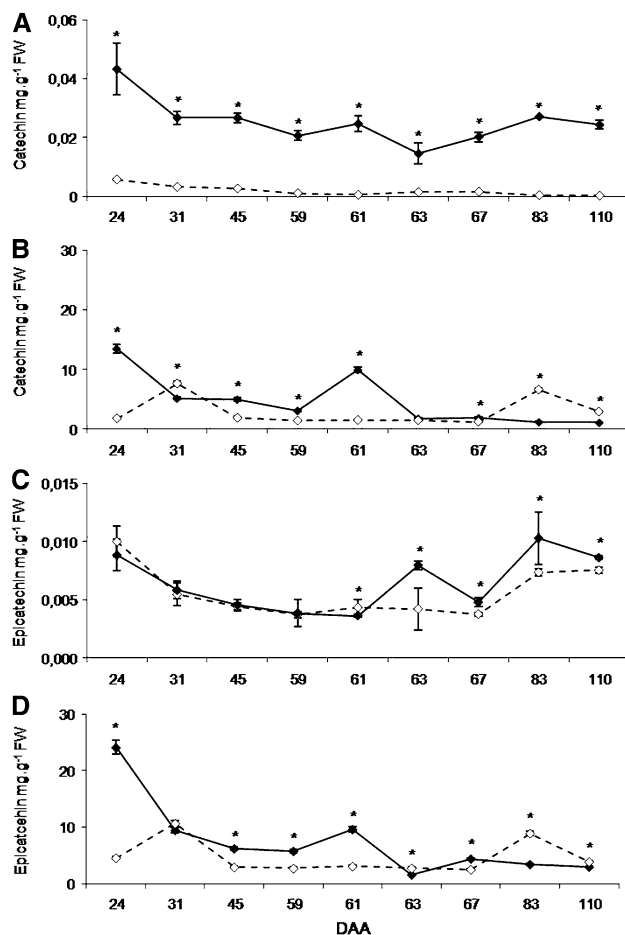 A
Catechin mg.g-1 FW
0,06
0,04
0,02
0
* * * * * * * * *
24 31 45 59 61 63 67 83 110
B
Catechin mg.g-1 FW
30
20
10
0
* * * * * * * *
24 31 45 59 61 63 67 83 110
C
Epicatechin mg.g-1 FW
0,015
0,010
0,005
0,000
* * * * *
24 31 45 59 61 63 67 83 110
D
Epicatcehin mg.g-1 FW
30
20
10
0
* * * * * * * *
24 31 45 59 61 63 67 83 110
DAA